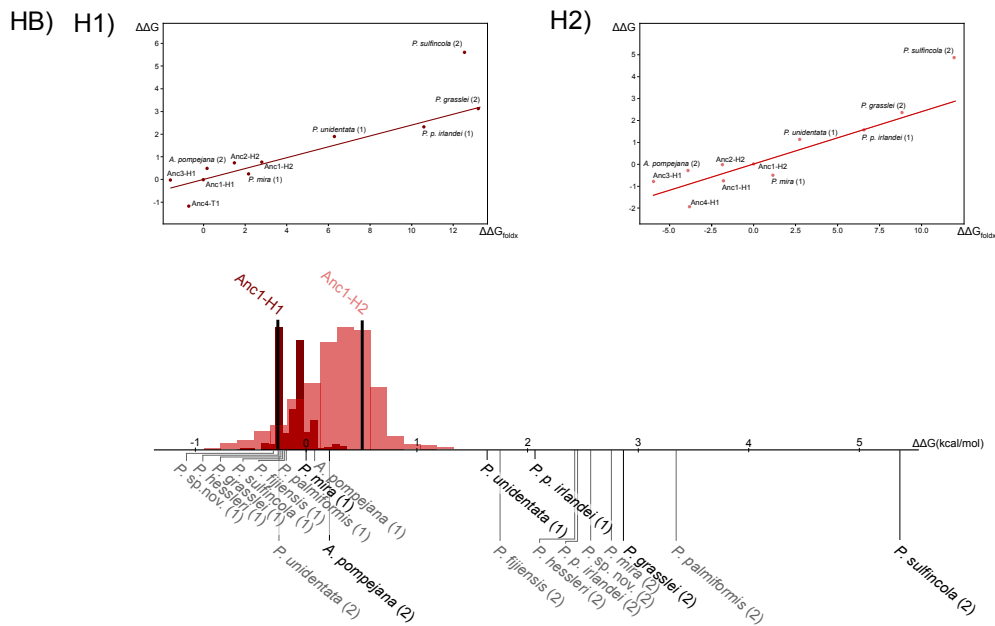 HB) H1) H2)
ΔΔG
6
5
4
3
2
1
0
-1
P. sulfincola (2)
P. grasslei (2)
P. unidentata (1)
P. p. irlandei (1)
A. pompejana (2)
Anc2-H2
Anc3-H1
Anc1-H2
Anc1-H1
P. mira (1)
Anc4-T1
0 2 4 6 8 10 12
ΔΔGfoldx
ΔΔG
5
4
3
2
1
0
-1
-2
P. sulfincola (2)
P. grasslei (2)
P. unidentata (1)
P. p. irlandei (1)
A. pompejana (2)
Anc2-H2
Anc1-H2
Anc3-H1
Anc1-H1
P. mira (1)
Anc4-H1
-5.0 -2.5 0.0 2.5 5.0 7.5 10.0
ΔΔGfoldx
Anc1-H1
Anc1-H2
-1 0 1 2 3 4 5
ΔΔG(kcal/mol)
P. sp.nov. (1)
P. hessleri (1)
P. grasslei (1)
P. sulfincola (1)
P. fijiensis (1)
P. palmiformis (1)
P. mira (1)
A. pompejana (1)
P. unidentata (2)
A. pompejana (2)
P. unidentata (1)
P. fijiensis (2)
P. p. irlandei (1)
P. hessleri (2)
P. p. irlandei (2)
P. sp. nov. (2)
P. mira (2)
P. grasslei (2)
P. palmiformis (2)
P. sulfincola (2)